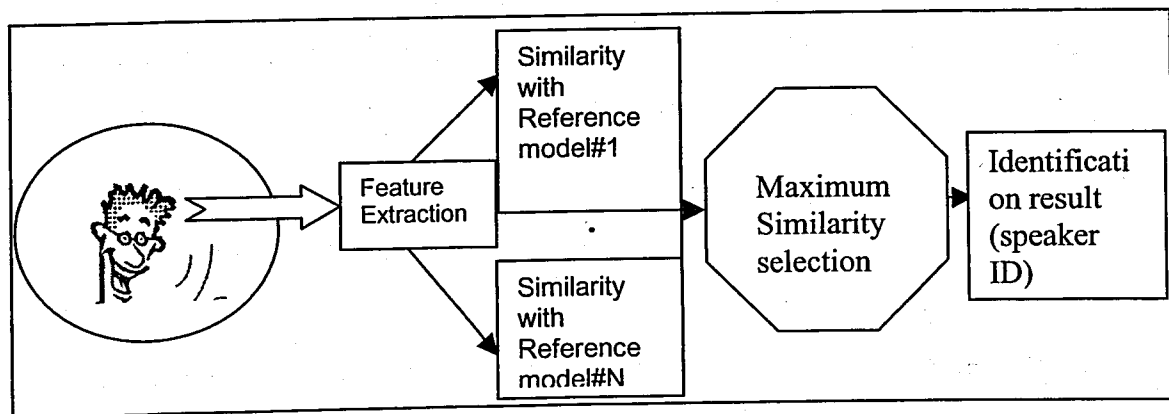 Similarity
with
Reference
model#1
Feature
Extraction
Similarity
with
Reference
model#N
Maximum
Similarity
selection
Identificati
on result
(speaker
ID)